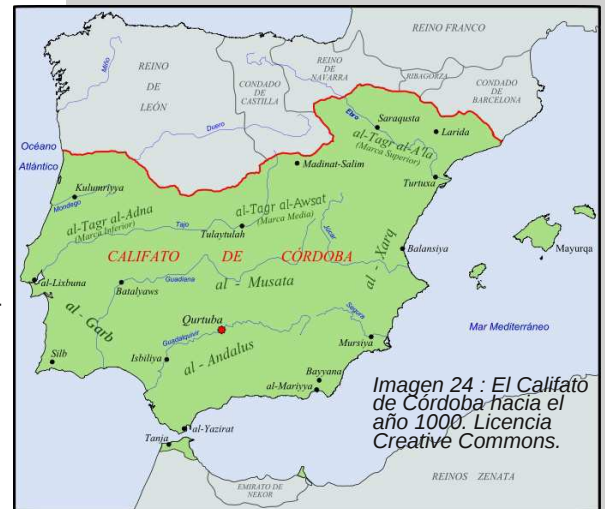 REINO FRANCO
REINO
DE
LEÓN
CONDADO
DE
CASTILLA
REINO
DE
NAVARRA
RIBAGORZA
CONDADO
DE
BARCELONA
Miño
Duero
Ebro
Océano
Atlántico
Saraqusta
Larida
al-Tagr al-A'la
(Marca Superior)
Madinat-Salim
Turtuxa
Kulumriyya
Mondego
al-Tagr al-Adna
(Marca Inferior)
Tajo
al-Tagr al-Awsat
(Marca Media)
Tulaytulah
Júcar
al - Xarq
Balansiya
Mayurqa
CALIFATO DE CÓRDOBA
al-Lixbuna
Batalyaws
Guadiana
al - Musata
al - Garb
Qurtuba
Segura
Mar Mediterráneo
Guadalquivir
Mursiya
Silb
Isbiliya
al - Andalus
Bayyana
al-Mariyya
al-Yazirat
Tanja
EMIRATO DE
NEKOR
REINOS ZENATA
Imagen 24 : El Califato
de Córdoba hacia el
año 1000. Licencia
Creative Commons.